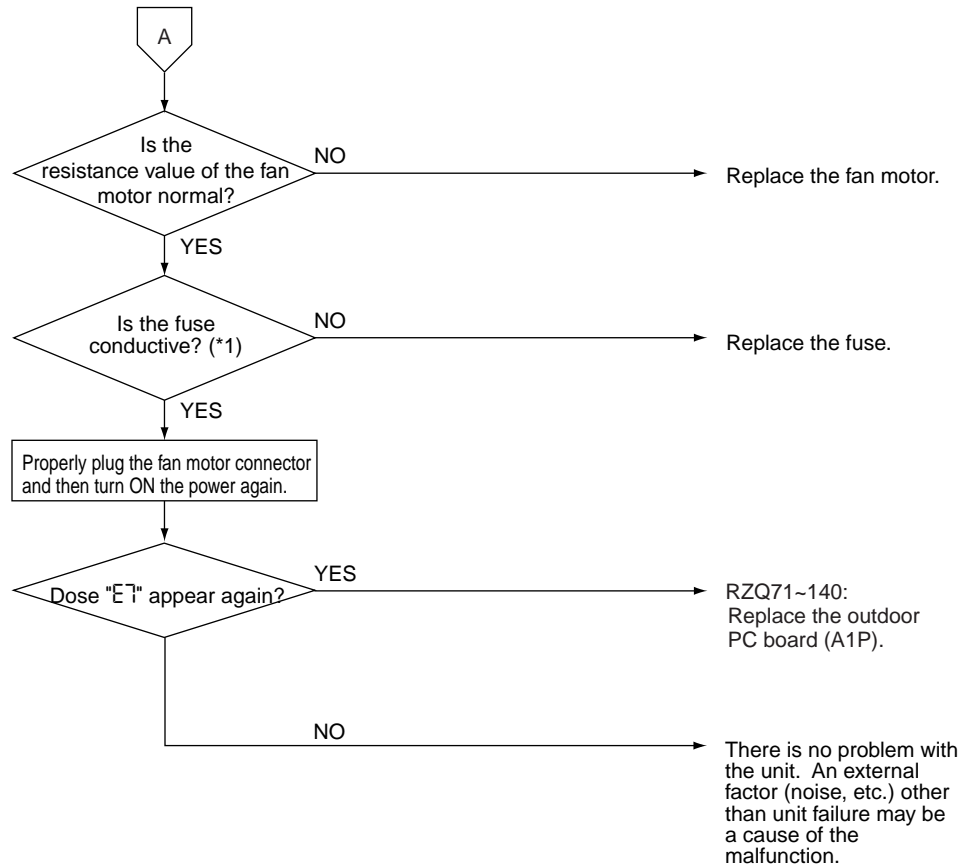 A
Is the
resistance value of the fan
motor normal?
NO
Replace the fan motor.
YES
Is the fuse
conductive? (*1)
NO
Replace the fuse.
YES
Properly plug the fan motor connector
and then turn ON the power again.
Dose "E7" appear again?
YES
RZQ71~140:
Replace the outdoor
PC board (A1P).
NO
There is no problem with
the unit. An external
factor (noise, etc.) other
than unit failure may be
a cause of the
malfunction.